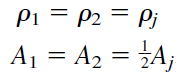 ρ₁ = ρ₂ = ρⱼ
A₁ = A₂ = ½Aⱼ